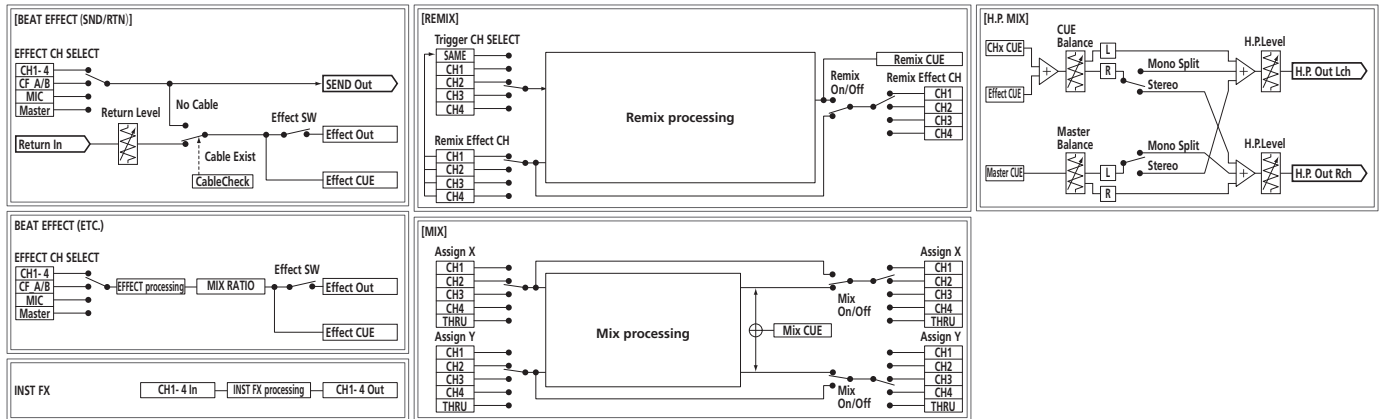 [BEAT EFFECT (SND/RTN)]
EFFECT CH SELECT
CH1- 4
CF_A/B
MIC
Master
SEND Out
No Cable
Return Level
Return In
Effect SW
Effect Out
Cable Exist
CableCheck
Effect CUE
BEAT EFFECT (ETC.)
EFFECT CH SELECT
CH1- 4
CF_A/B
MIC
Master
EFFECT processing
MIX RATIO
Effect SW
Effect Out
Effect CUE
INST FX
CH1- 4 In
INST FX processing
CH1- 4 Out
[REMIX]
Trigger CH SELECT
SAME
CH1
CH2
CH3
CH4
Remix Effect CH
CH1
CH2
CH3
CH4
Remix processing
Remix CUE
Remix
On/Off
Remix Effect CH
CH1
CH2
CH3
CH4
[MIX]
Assign X
CH1
CH2
CH3
CH4
THRU
Assign Y
CH1
CH2
CH3
CH4
THRU
Mix processing
Mix CUE
Mix
On/Off
Mix
On/Off
Assign X
CH1
CH2
CH3
CH4
THRU
Assign Y
CH1
CH2
CH3
CH4
THRU
[H.P. MIX]
CHx CUE
Effect CUE
+
CUE
Balance
L
R
Mono Split
Stereo
+
H.P.Level
H.P. Out Lch
Master CUE
Master
Balance
L
R
Mono Split
Stereo
+
H.P.Level
H.P. Out Rch